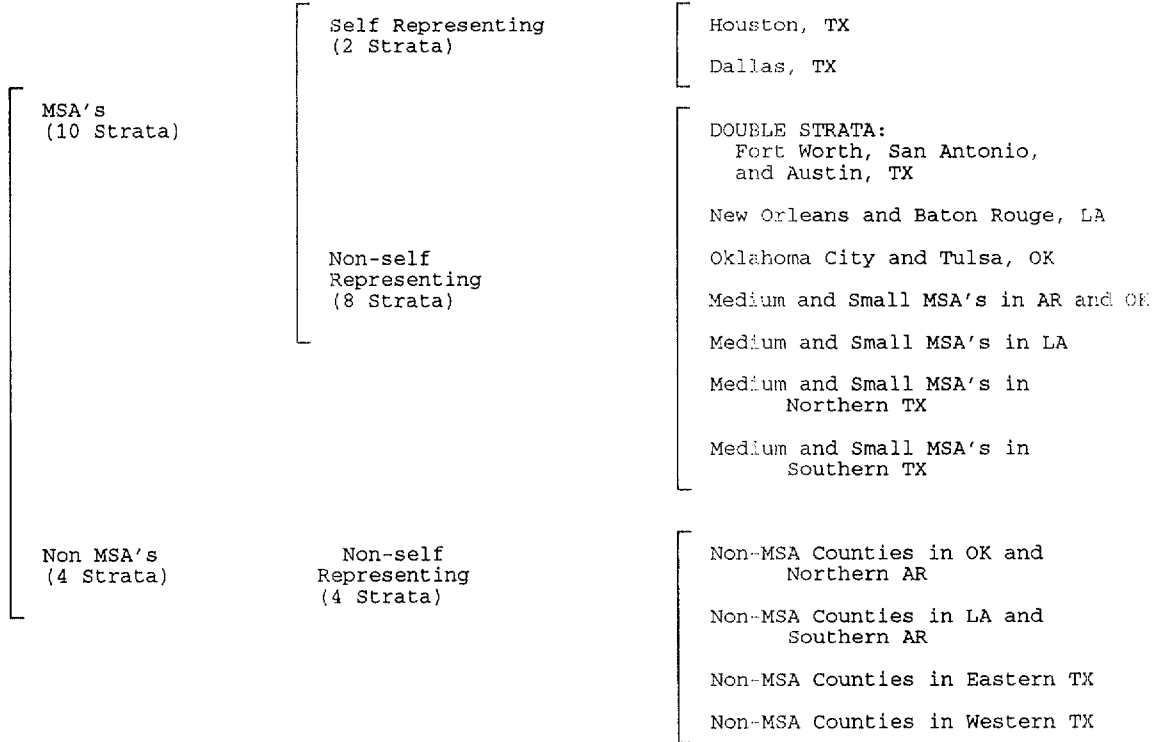 Self Representing
(2 Strata)
Houston, TX
Dallas, TX
MSA's
(10 Strata)
DOUBLE STRATA:
Fort Worth, San Antonio,
and Austin, TX
New Orleans and Baton Rouge, LA
Non-self
Representing
(8 Strata)
Oklahoma City and Tulsa, OK
Medium and Small MSA's in AR and OK
Medium and Small MSA's in LA
Medium and Small MSA's in
Northern TX
Medium and Small MSA's in
Southern TX
Non MSA's
(4 Strata)
Non-self
Representing
(4 Strata)
Non-MSA Counties in OK and
Northern AR
Non-MSA Counties in LA and
Southern AR
Non-MSA Counties in Eastern TX
Non-MSA Counties in Western TX